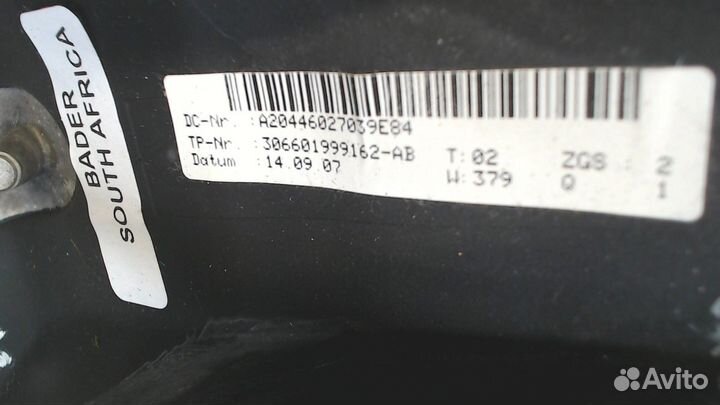 BADER
SOUTH AFRICA
DC-Nr. :A20446027039E84
TP-Nr. :306601999162-AB T:02 ZGS : 2
Datum :14.09.07 W:379 Q 1
Avito